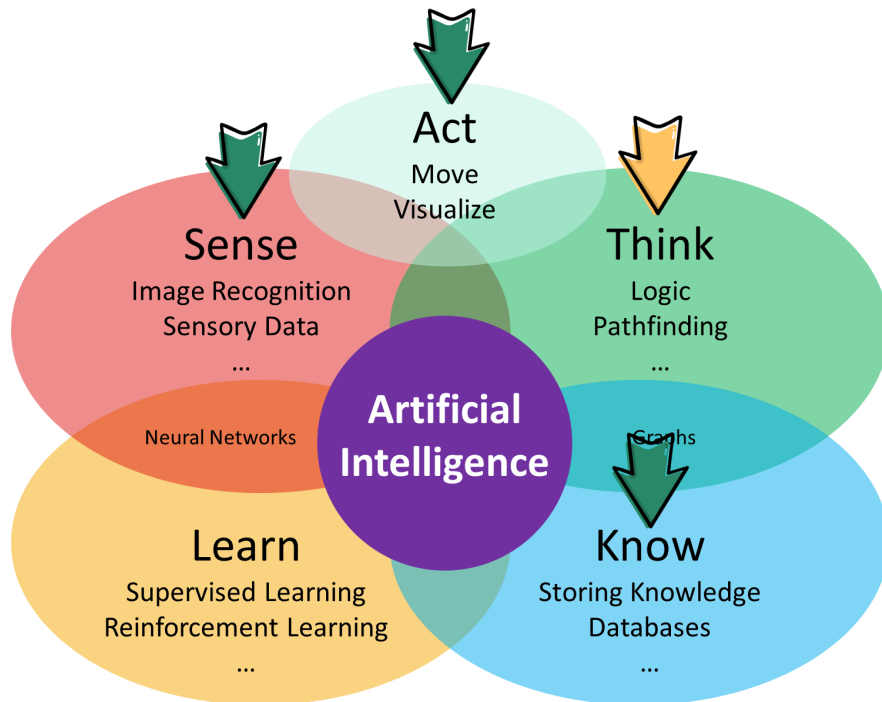 Act
Move
Visualize
Sense
Image Recognition
Sensory Data
...
Think
Logic
Pathfinding
...
Artificial
Intelligence
Neural Networks
Graphs
Learn
Supervised Learning
Reinforcement Learning
...
Know
Storing Knowledge
Databases
...